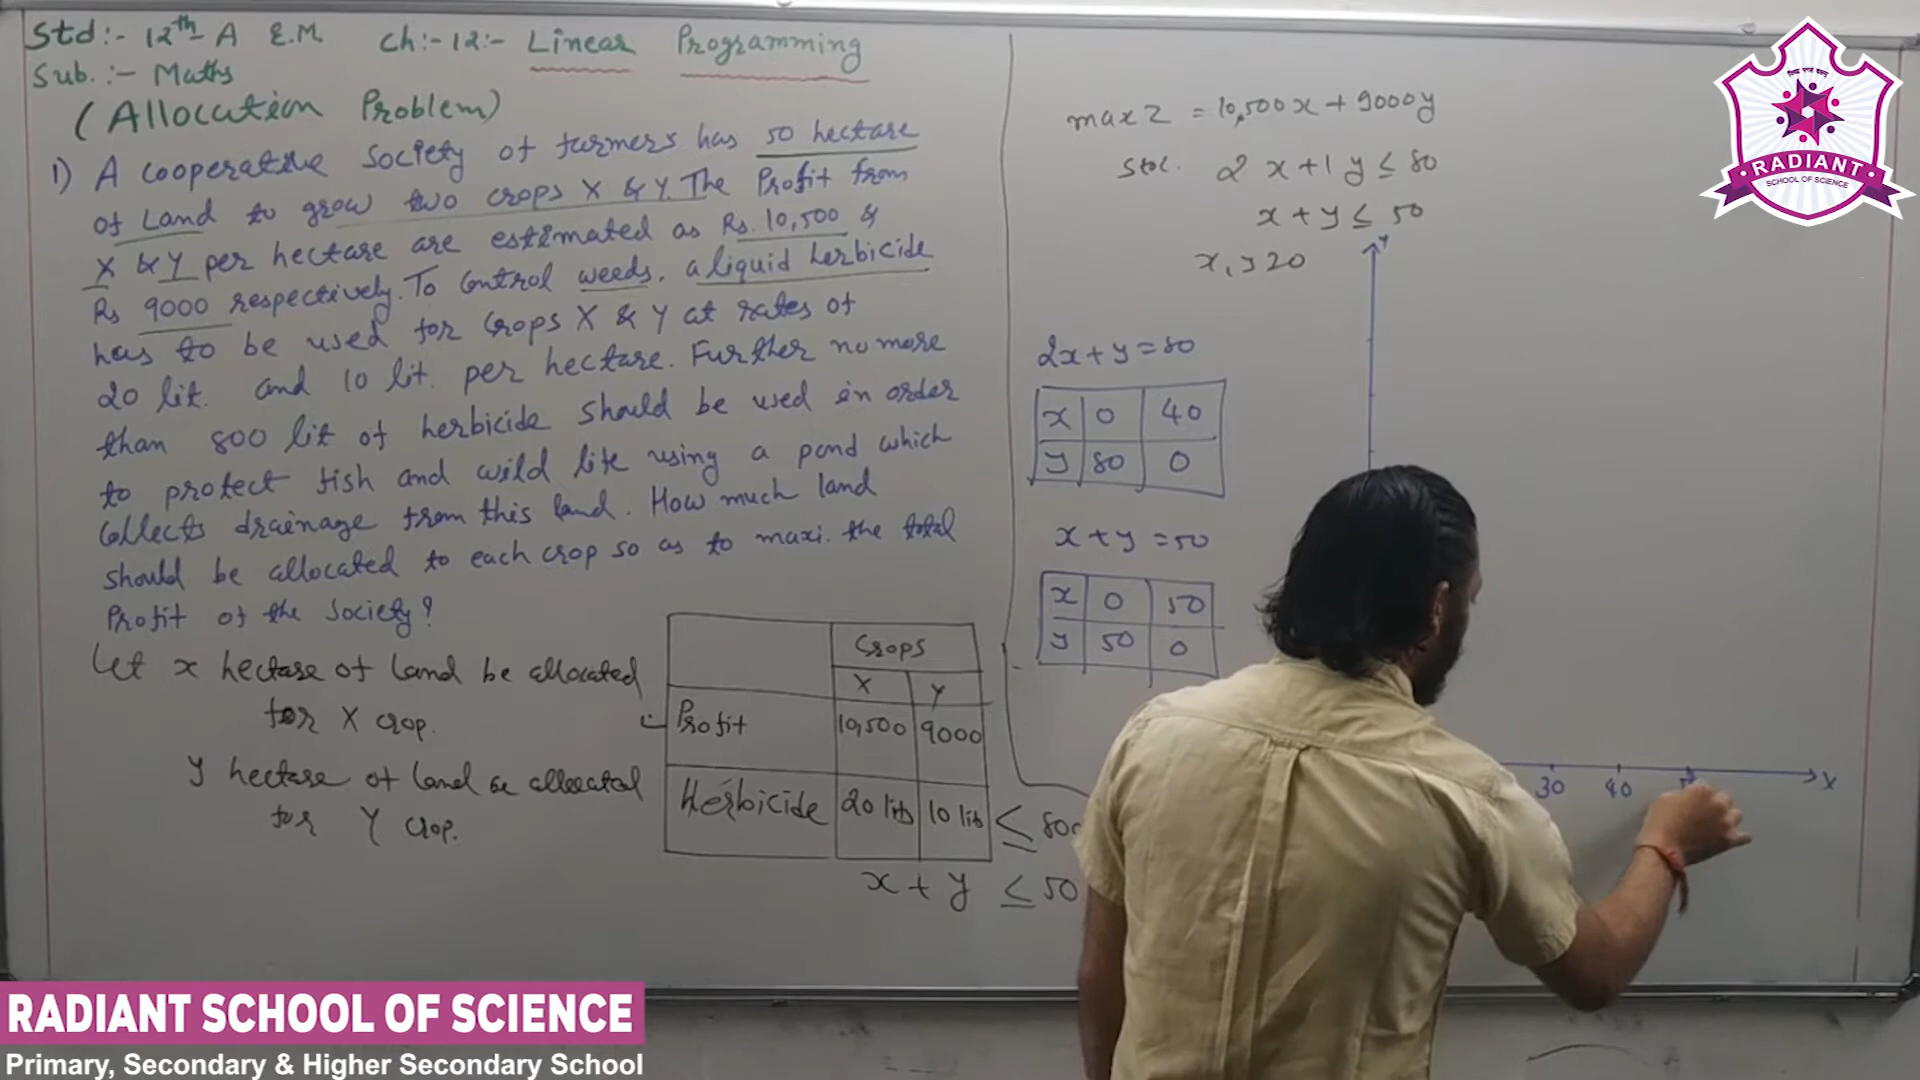 Std:- 12th-A E.M. Ch:-12:- Linear Programming
Sub.:- Maths
(Allocation Problem)
1) A cooperative Society of farmers has 50 hectare
of Land to grow two crops X & Y. The Profit from
X & Y per hectare are estimated as Rs. 10,500 &
Rs 9000 respectively. To Control weeds, a liquid herbicide
has to be used for Crops X & Y at rates of
20 lit. and 10 lit. per hectare. Further no more
than 800 lit of herbicide should be used in order
to protect fish and wild life using a pond which
Collects drainage from this land. How much land
should be allocated to each crop so as to maxi. the total
Profit of the Society?
Let x hectare of land be allocated
for X crop.
y hectare of land be allocated
for Y crop.
Crops
X Y
Profit 10,500 9000
Herbicide 20 lits 10 lits ≤ 800
x + y ≤ 50
max Z = 10,500x + 9000y
2x + 1y ≤ 80
x + y ≤ 50
x, y ≥ 0
2x + y = 80
x 0 40
y 80 0
x + y = 50
x 0 50
y 50 0
Y
30 40 X
RADIANT
SCHOOL OF SCIENCE
RADIANT SCHOOL OF SCIENCE
Primary, Secondary & Higher Secondary School